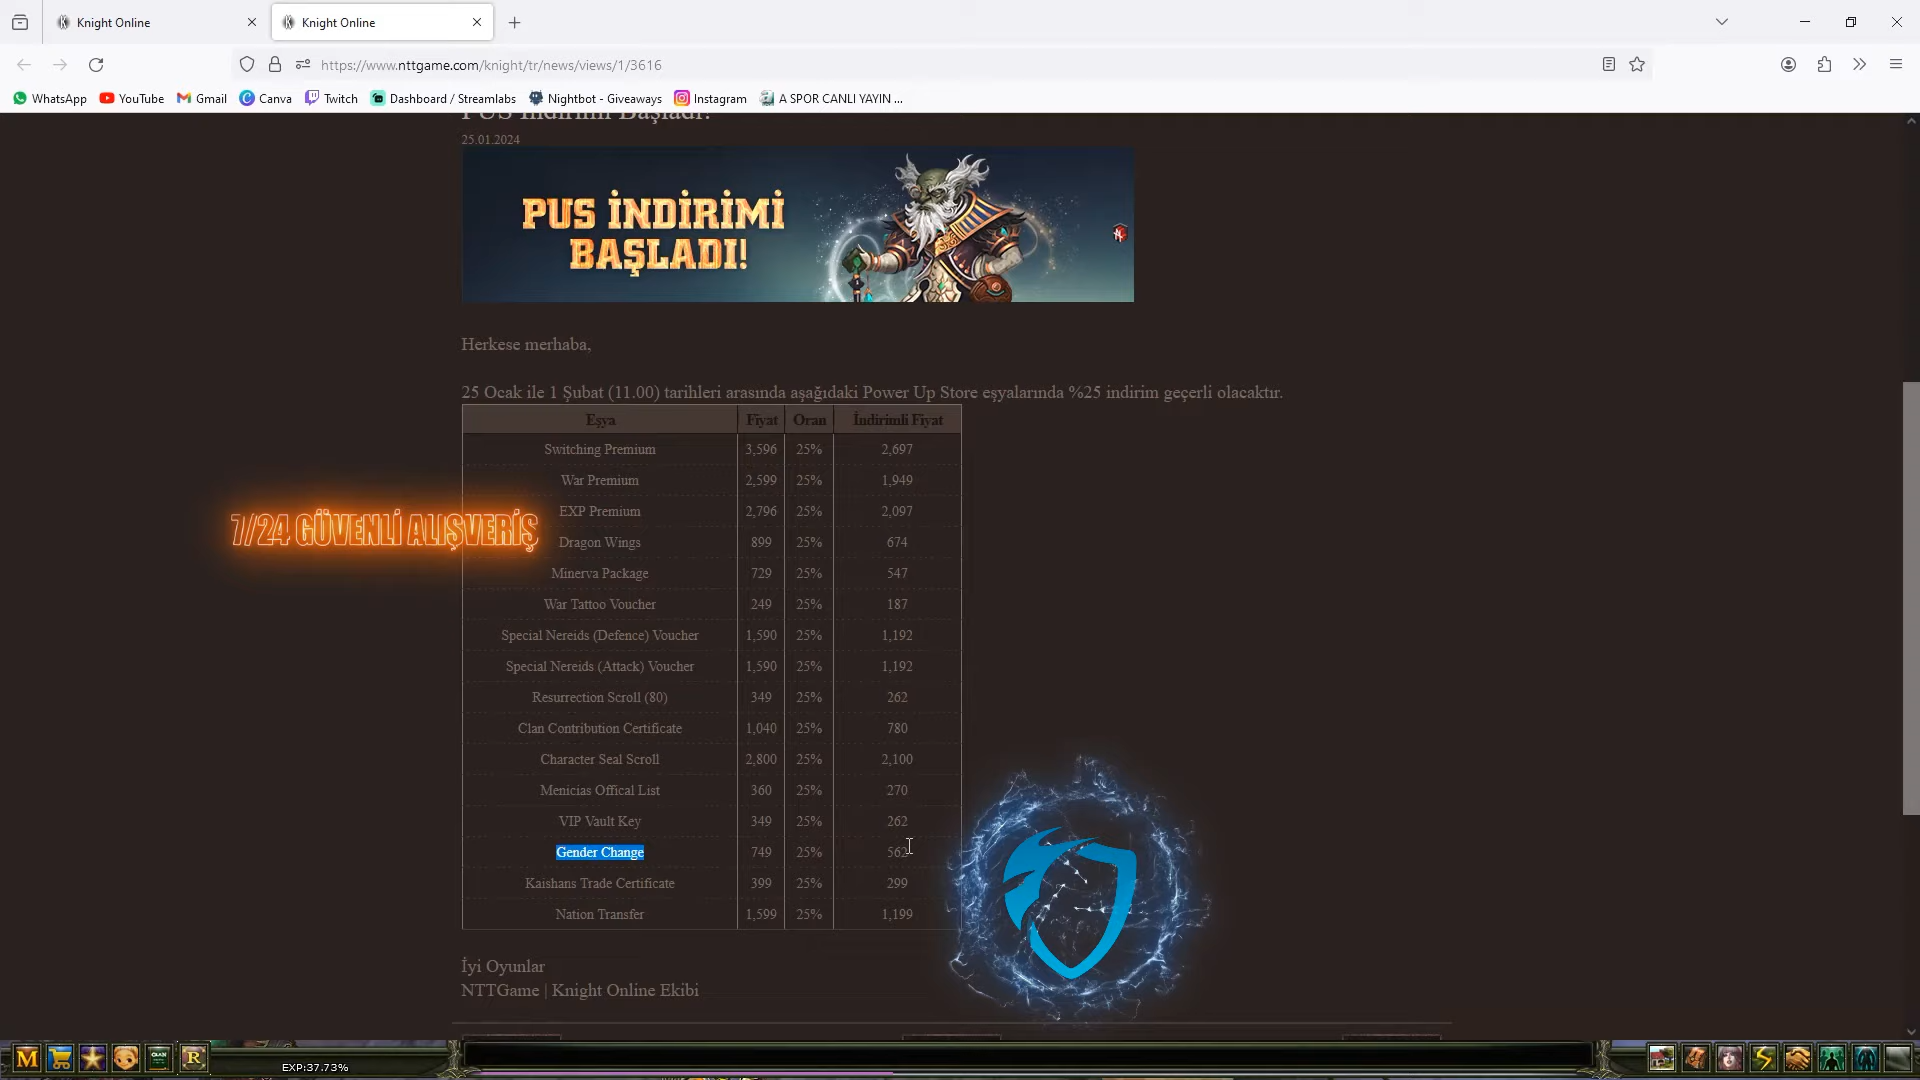 Knight Online
Knight Online
https://www.nttgame.com/knight/tr/news/views/1/3616
WhatsApp
YouTube
Gmail
Canva
Twitch
Dashboard / Streamlabs
Nightbot - Giveaways
Instagram
A SPOR CANLI YAYIN ...
PUS İndirimi Başladı!
25.01.2024
PUS İNDİRİMİ
BAŞLADI!
Herkese merhaba,
25 Ocak ile 1 Şubat (11.00) tarihleri arasında aşağıdaki Power Up Store eşyalarında %25 indirim geçerli olacaktır.
Eşya Fiyat Oran İndirimli Fiyat
Switching Premium 3,596 25% 2,697
War Premium 2,599 25% 1,949
EXP Premium 2,796 25% 2,097
7/24 GÜVENLİ ALIŞVERİŞ
Dragon Wings 899 25% 674
Minerva Package 729 25% 547
War Tattoo Voucher 249 25% 187
Special Nereids (Defence) Voucher 1,590 25% 1,192
Special Nereids (Attack) Voucher 1,590 25% 1,192
Resurrection Scroll (80) 349 25% 262
Clan Contribution Certificate 1,040 25% 780
Character Seal Scroll 2,800 25% 2,100
Menicias Offical List 360 25% 270
VIP Vault Key 349 25% 262
Gender Change 749 25% 562
Kaishans Trade Certificate 399 25% 299
Nation Transfer 1,599 25% 1,199
İyi Oyunlar
NTTGame | Knight Online Ekibi
M
CLAN
R
EXP:37.73%